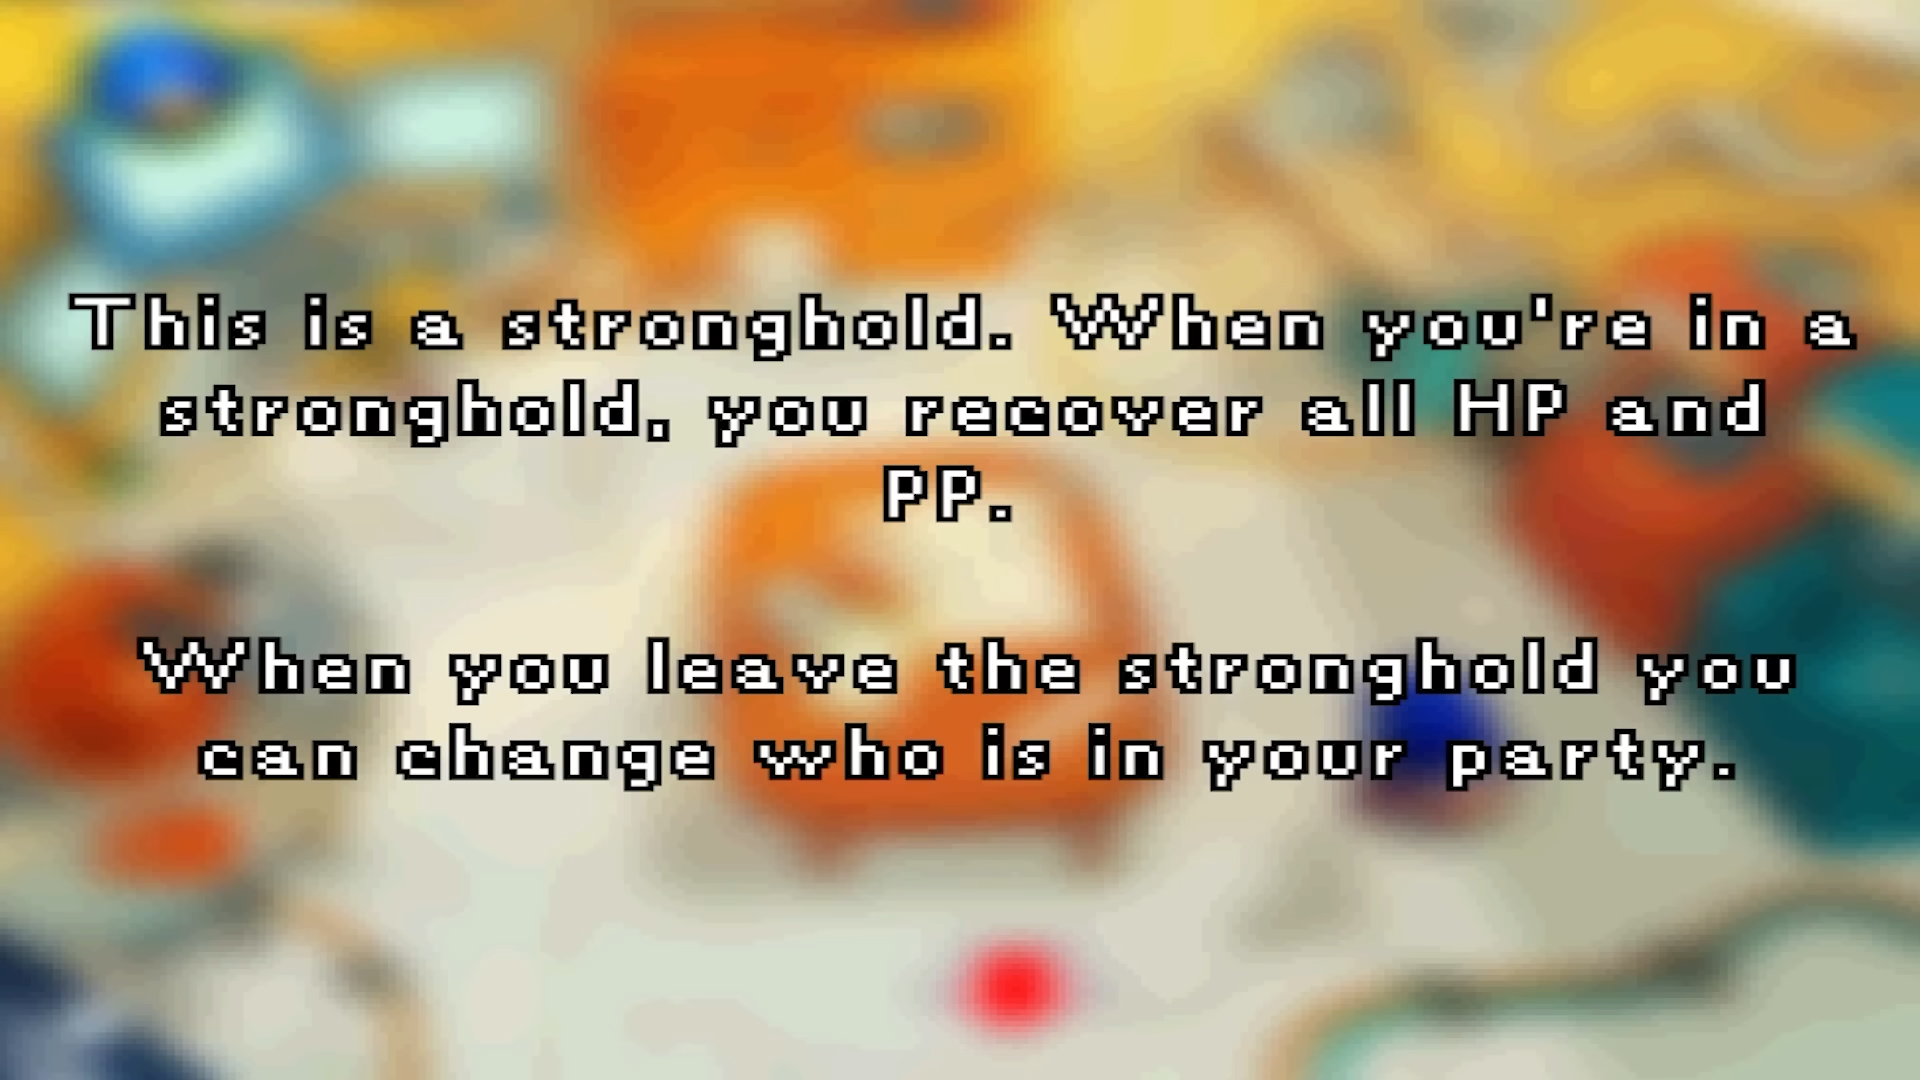 This is a stronghold. When you're in a
stronghold, you recover all HP and
PP.
When you leave the stronghold you
can change who is in your party.